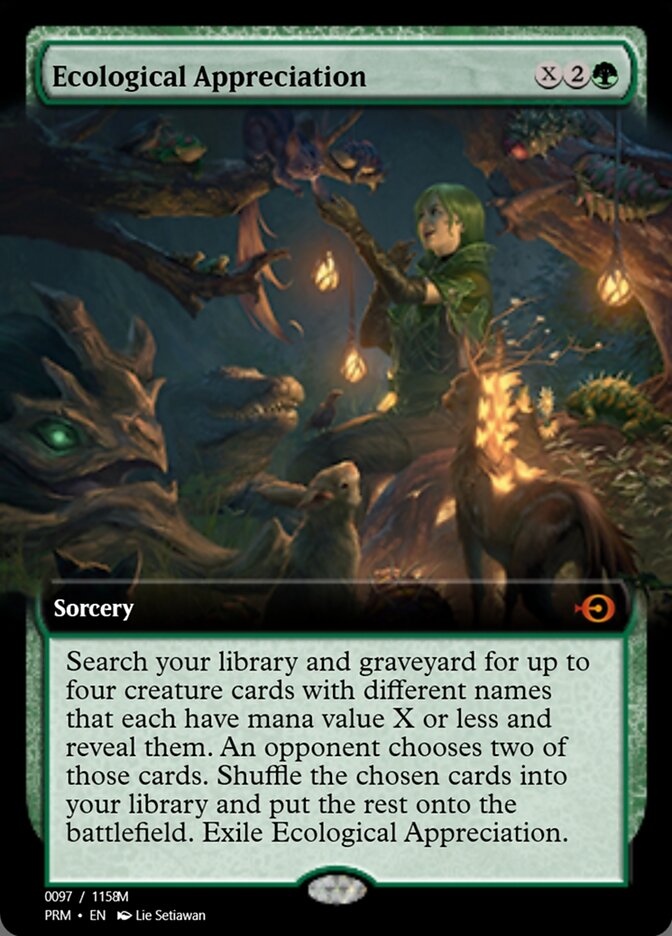 Ecological Appreciation X2
Sorcery
Search your library and graveyard for up to
four creature cards with different names
that each have mana value X or less and
reveal them. An opponent chooses two of
those cards. Shuffle the chosen cards into
your library and put the rest onto the
battlefield. Exile Ecological Appreciation.
0097 / 1158M
PRM • EN Lie Setiawan